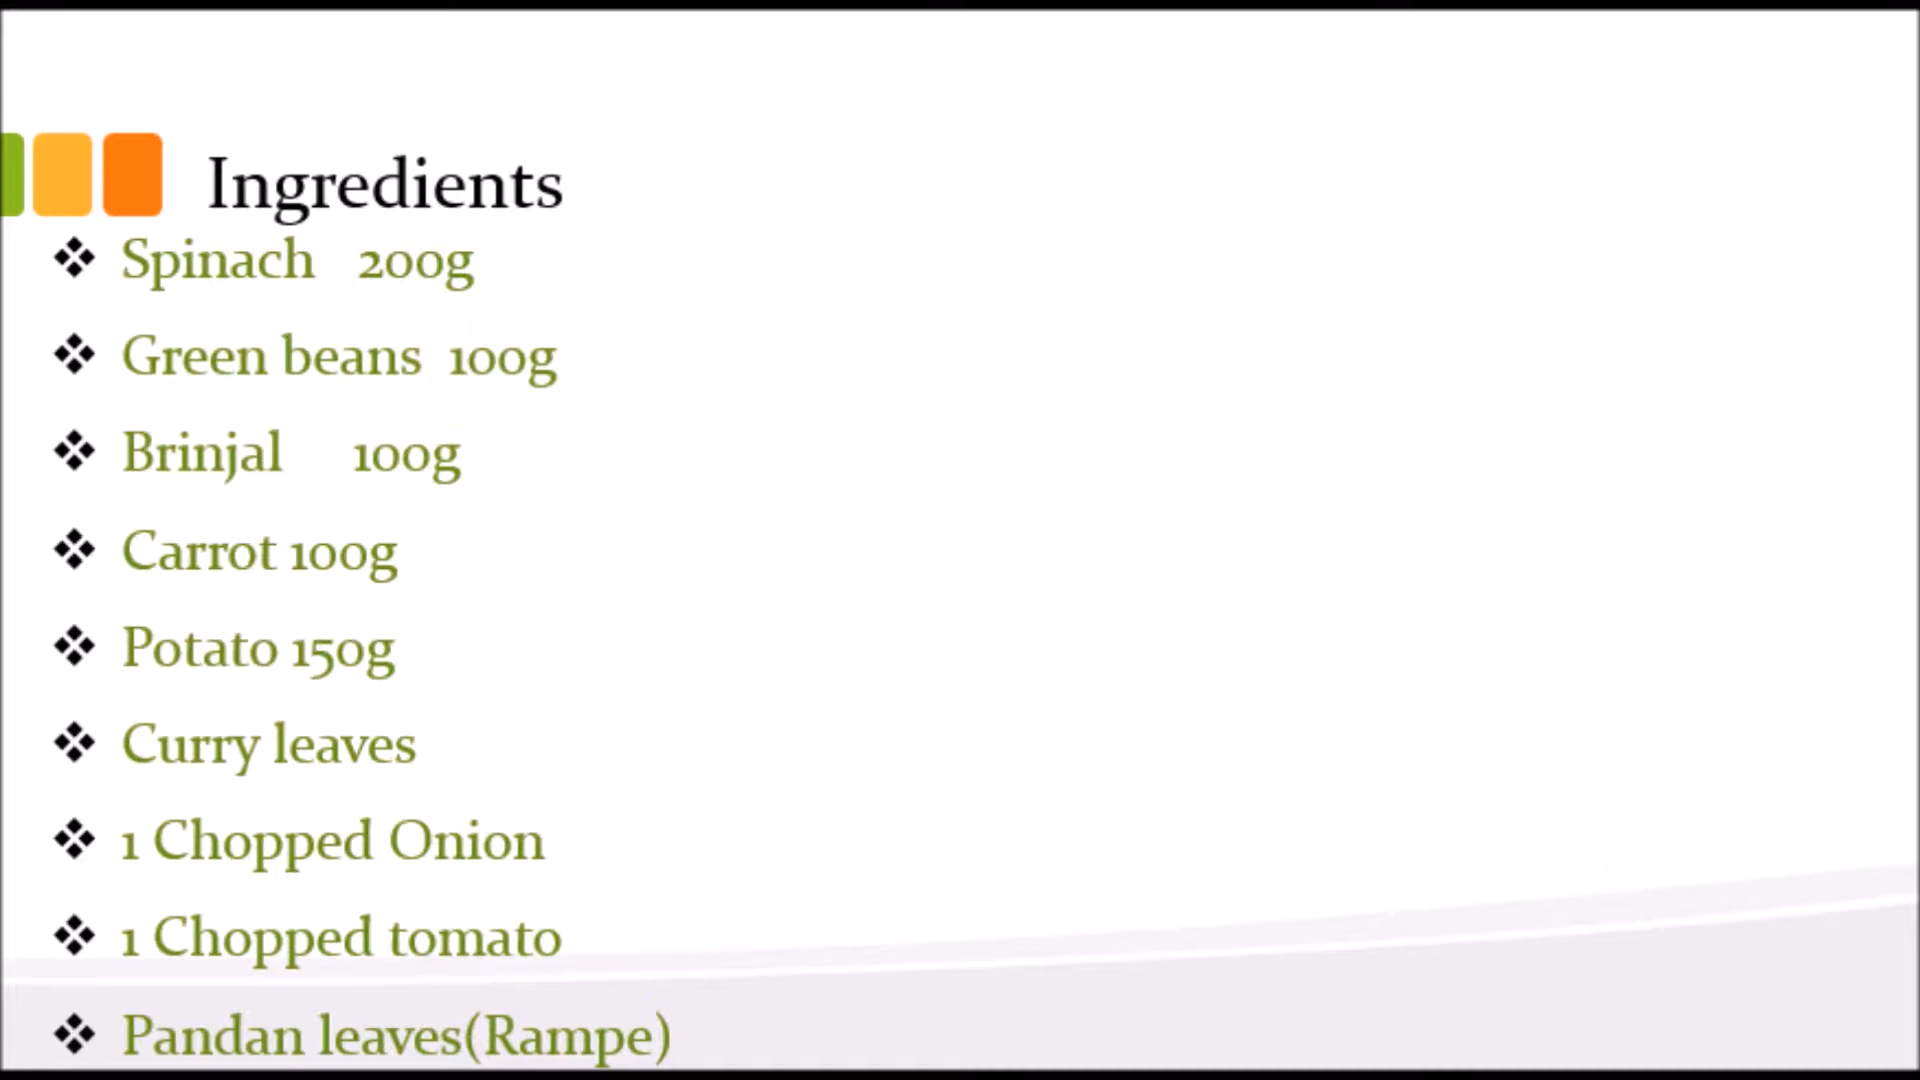 Ingredients
Spinach 200g
Green beans 100g
Brinjal 100g
Carrot 100g
Potato 150g
Curry leaves
1 Chopped Onion
1 Chopped tomato
Pandan leaves(Rampe)